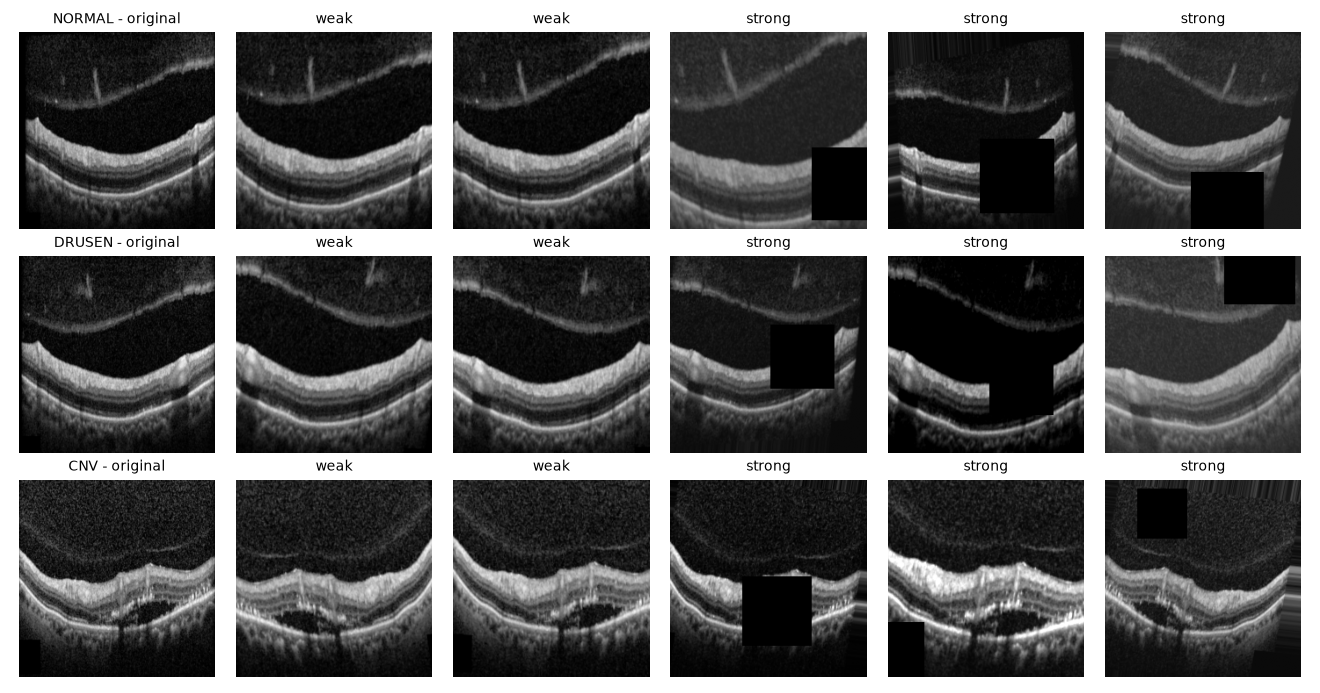 NORMAL - original weak weak strong strong strong
DRUSEN - original weak weak strong strong strong
CNV - original weak weak strong strong strong